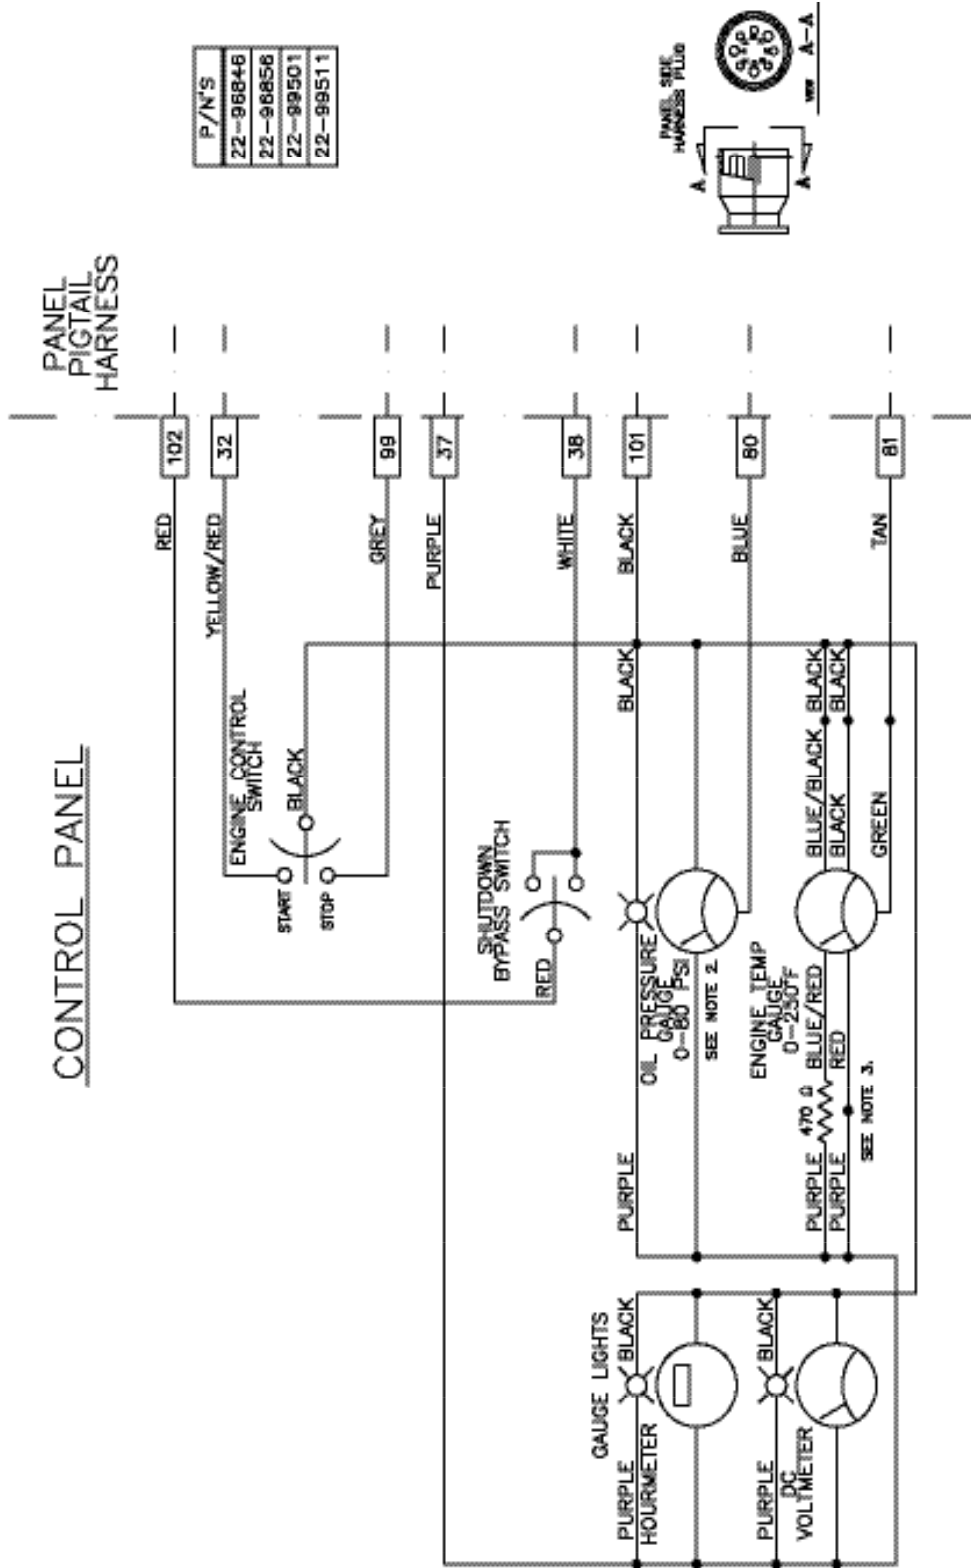 CONTROL PANEL
PANEL
PIGTAIL
HARNESS
P/N'S
22-96846
22-96856
22-99501
22-99511
RED
102
YELLOW/RED
32
ENGINE CONTROL
SWITCH
BLACK
START
STOP
GREY
99
PURPLE
37
SHUTDOWN
BYPASS SWITCH
RED
WHITE
38
PANEL SIDE
HARNESS PLUG
A
A
VIEW A-A
GAUGE LIGHTS
PURPLE
BLACK
HOURMETER
PURPLE
OIL PRESSURE
GAUGE
0-80 PSI
SEE NOTE 2.
BLACK
BLACK
101
BLUE
80
PURPLE
BLACK
DC
VOLTMETER
ENGINE TEMP
GAUGE
0-250°F
PURPLE
470 Ω
BLUE/RED
BLUE/BLACK
BLACK
PURPLE
RED
BLACK
BLACK
SEE NOTE 3.
GREEN
TAN
81